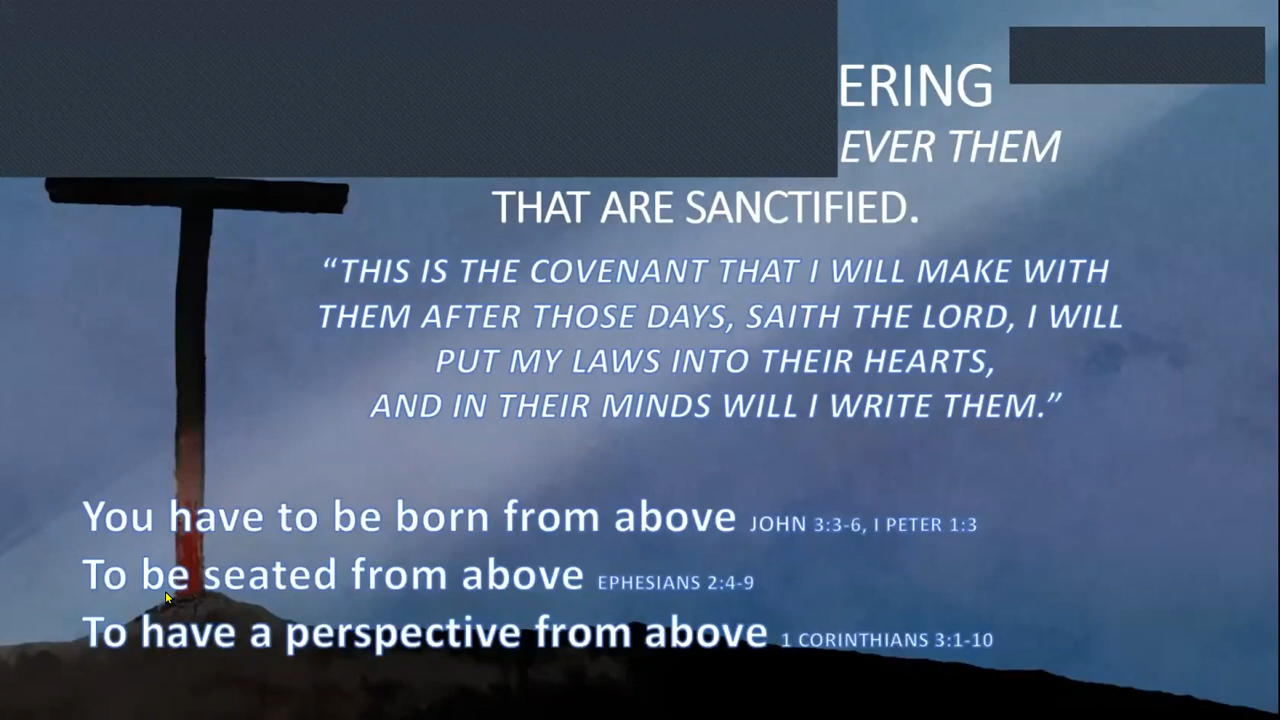 ERING
EVER THEM
THAT ARE SANCTIFIED.
“THIS IS THE COVENANT THAT I WILL MAKE WITH
THEM AFTER THOSE DAYS, SAITH THE LORD, I WILL
PUT MY LAWS INTO THEIR HEARTS,
AND IN THEIR MINDS WILL I WRITE THEM.”
You have to be born from above JOHN 3:3-6, I PETER 1:3
To be seated from above EPHESIANS 2:4-9
To have a perspective from above 1 CORINTHIANS 3:1-10